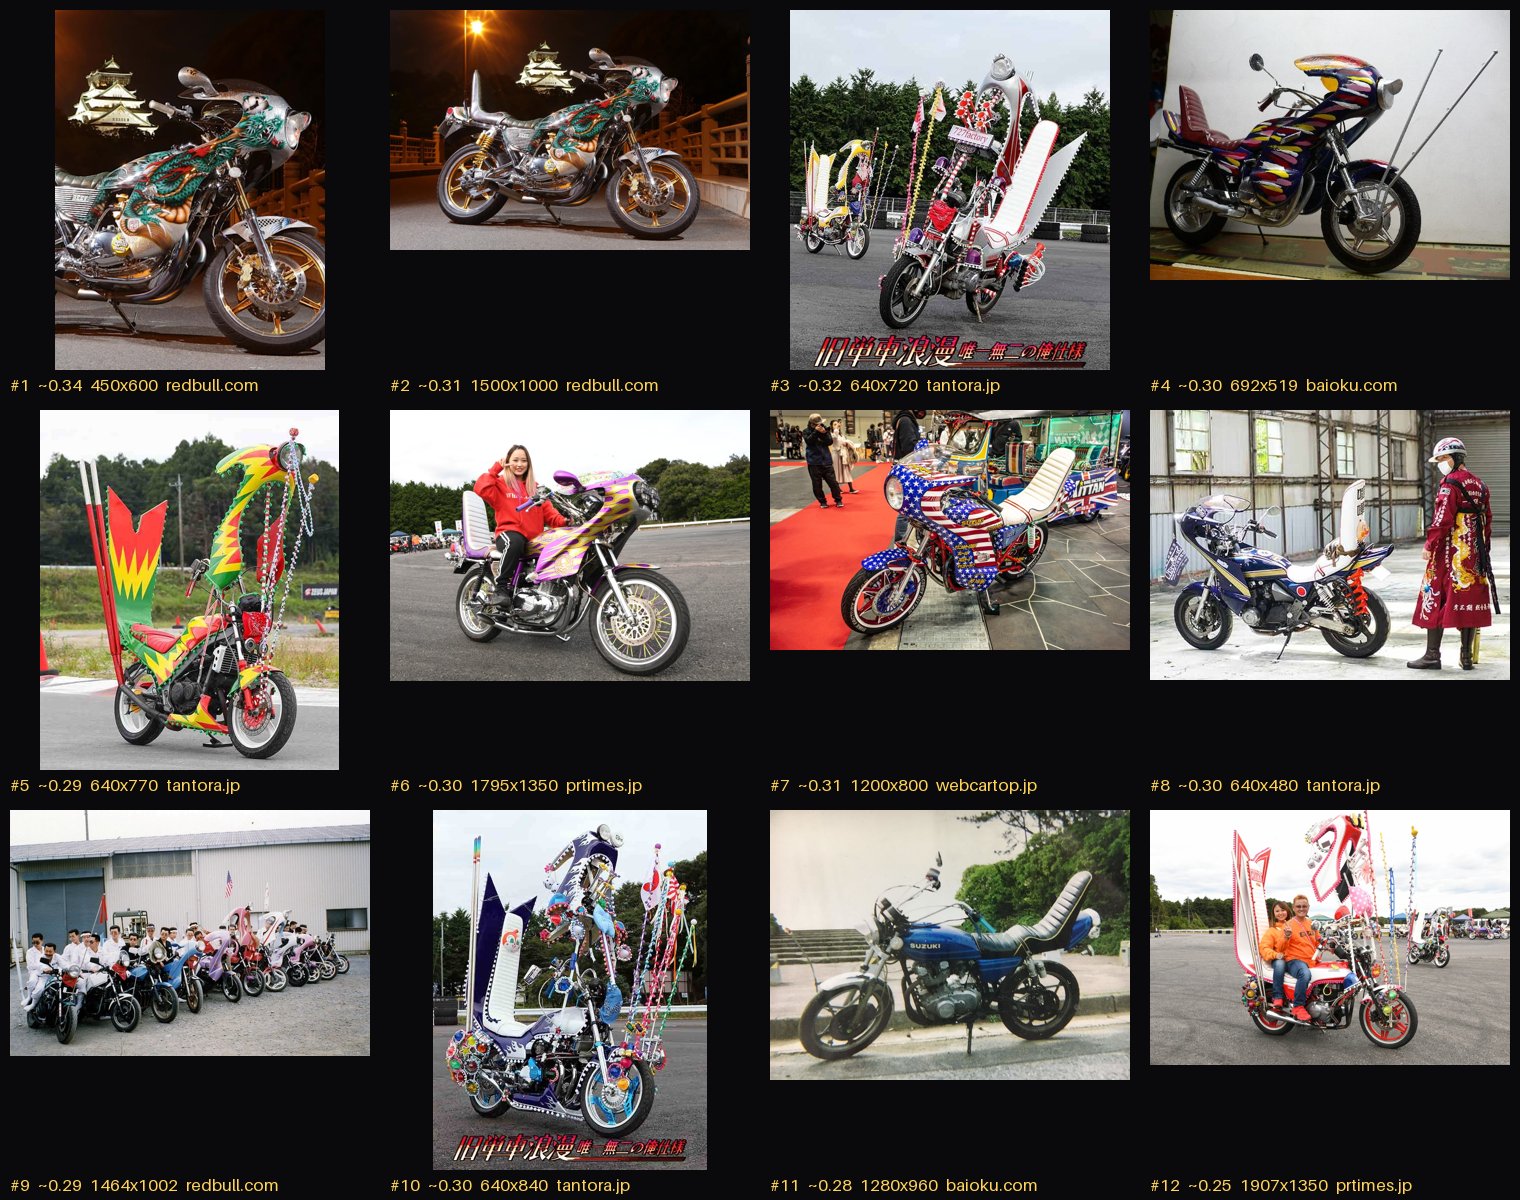 727factory
旧単車浪漫 唯一無二の俺仕様
#1 ~0.34 450x600 redbull.com
#2 ~0.31 1500x1000 redbull.com
#3 ~0.32 640x720 tantora.jp
#4 ~0.30 692x519 baioku.com
KITTAN
#5 ~0.29 640x770 tantora.jp
#6 ~0.30 1795x1350 prtimes.jp
#7 ~0.31 1200x800 webcartop.jp
#8 ~0.30 640x480 tantora.jp
SUZUKI
旧単車浪漫 唯一無二の俺仕様
#9 ~0.29 1464x1002 redbull.com
#10 ~0.30 640x840 tantora.jp
#11 ~0.28 1280x960 baioku.com
#12 ~0.25 1907x1350 prtimes.jp